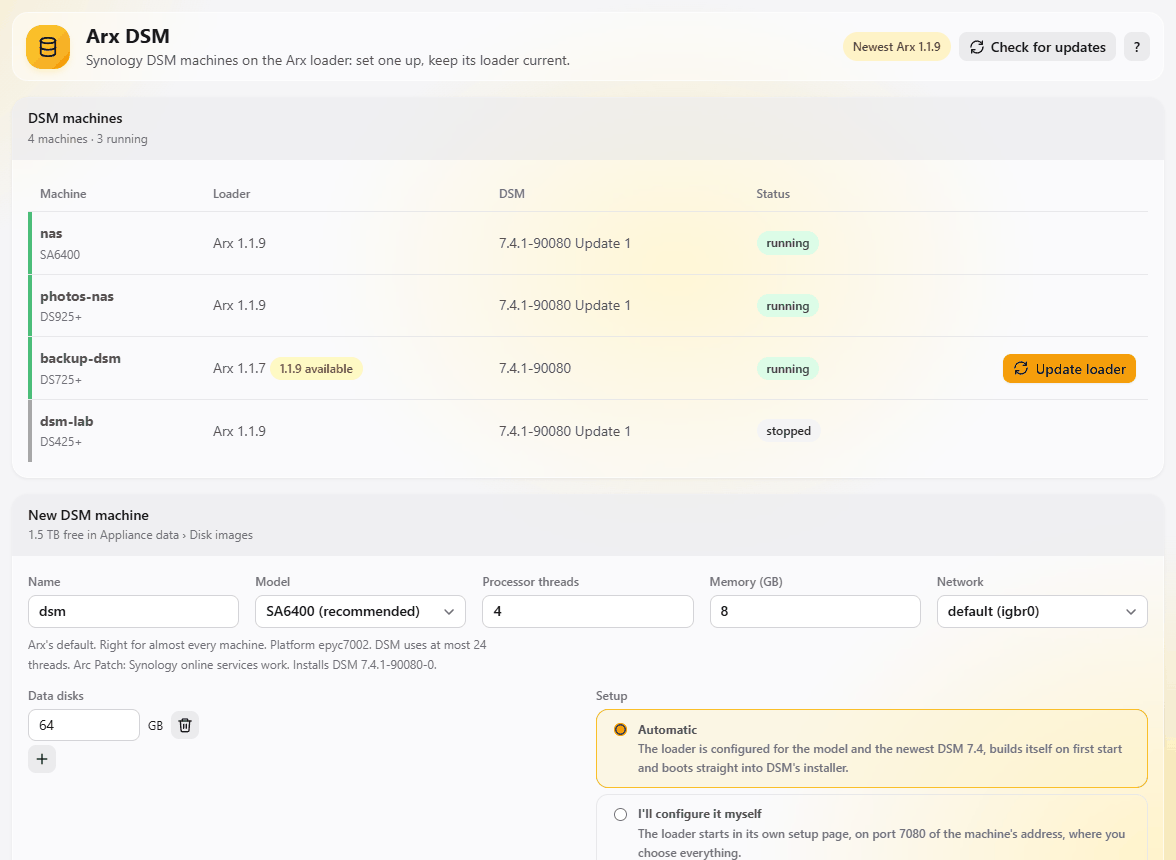 Arx DSM
Synology DSM machines on the Arx loader: set one up, keep its loader current.
Newest Arx 1.1.9
Check for updates
?
DSM machines
4 machines · 3 running
Machine Loader DSM Status
nas
SA6400
Arx 1.1.9
7.4.1-90080 Update 1
running
photos-nas
DS925+
Arx 1.1.9
7.4.1-90080 Update 1
running
backup-dsm
DS725+
Arx 1.1.7
1.1.9 available
7.4.1-90080
running
Update loader
dsm-lab
DS425+
Arx 1.1.9
7.4.1-90080 Update 1
stopped
New DSM machine
1.5 TB free in Appliance data › Disk images
Name Model Processor threads Memory (GB) Network
dsm
SA6400 (recommended)
4
8
default (igbr0)
Arx's default. Right for almost every machine. Platform epyc7002. DSM uses at most 24
threads. Arc Patch: Synology online services work. Installs DSM 7.4.1-90080-0.
Data disks
64
GB
Setup
Automatic
The loader is configured for the model and the newest DSM 7.4, builds itself on first start
and boots straight into DSM's installer.
I'll configure it myself
The loader starts in its own setup page, on port 7080 of the machine's address, where you
choose everything.